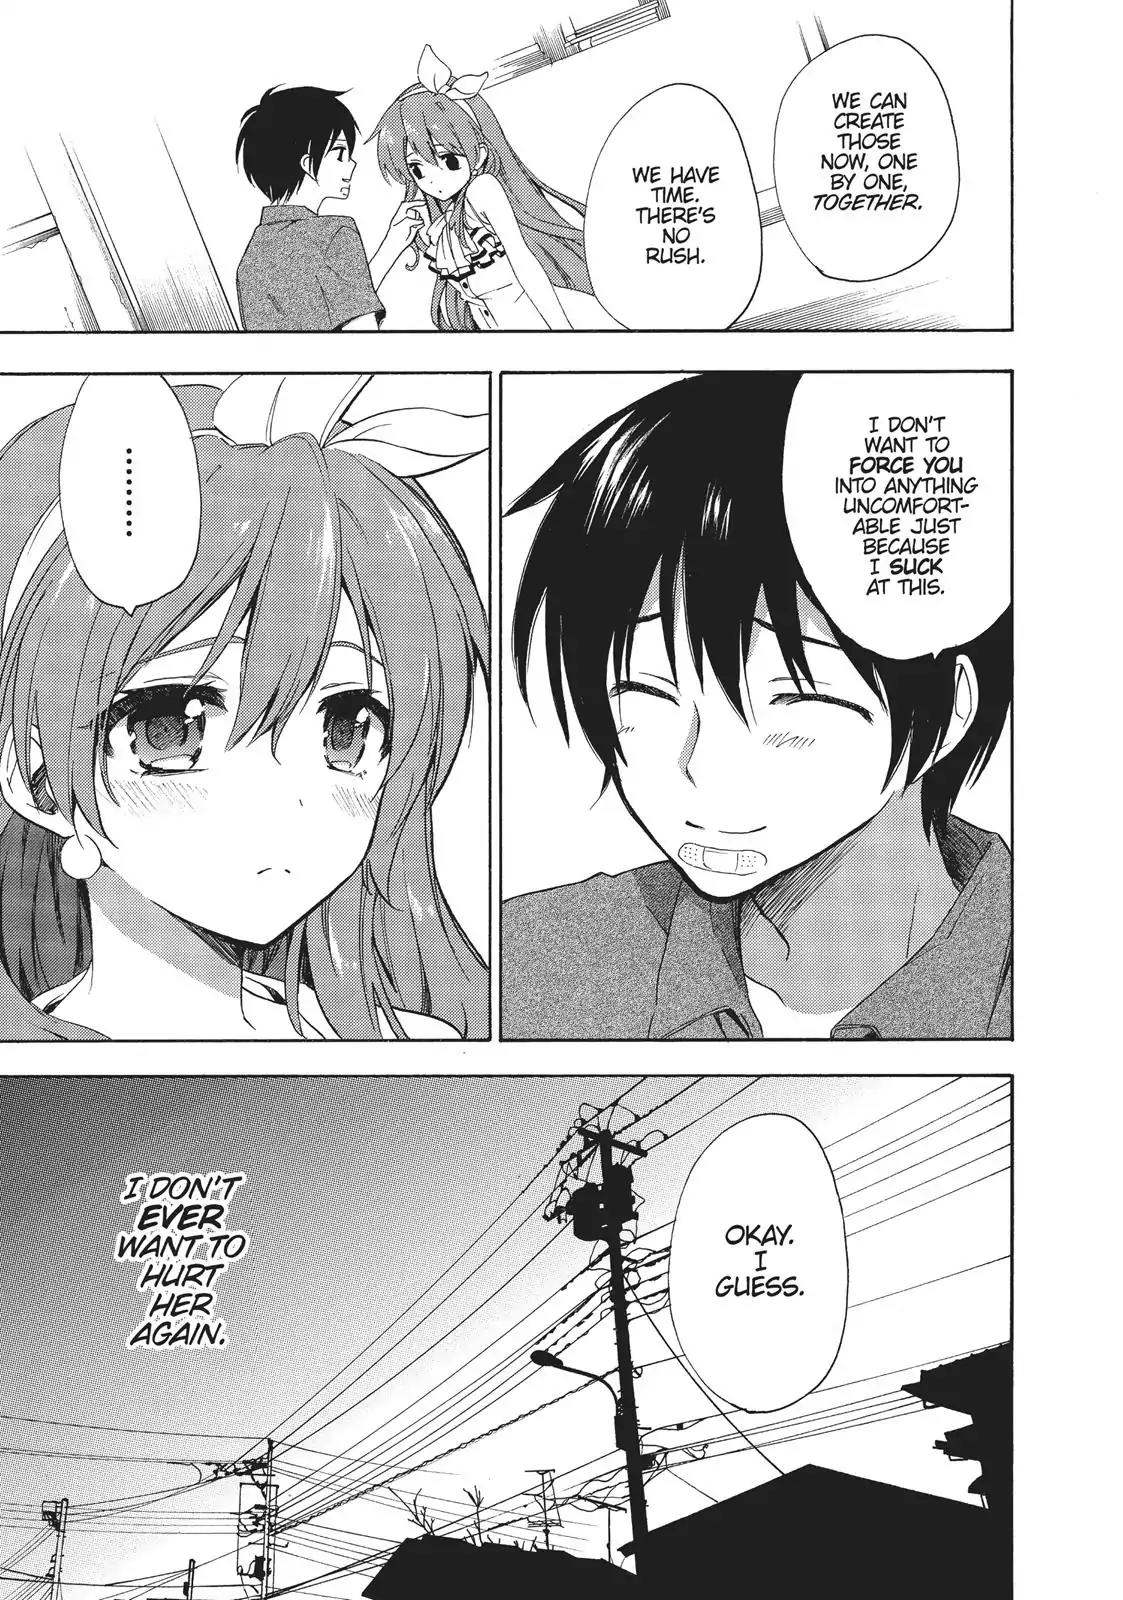 WE CAN
CREATE
THOSE
NOW, ONE
BY ONE,
TOGETHER.
WE HAVE
TIME.
THERE'S
NO
RUSH.
I DON'T
WANT TO
FORCE YOU
INTO ANYTHING
UNCOMFORT-
ABLE JUST
BECAUSE
I SUCK
AT THIS.
.........
OKAY.
I
GUESS.
I DON'T
EVER
WANT TO
HURT
HER
AGAIN.